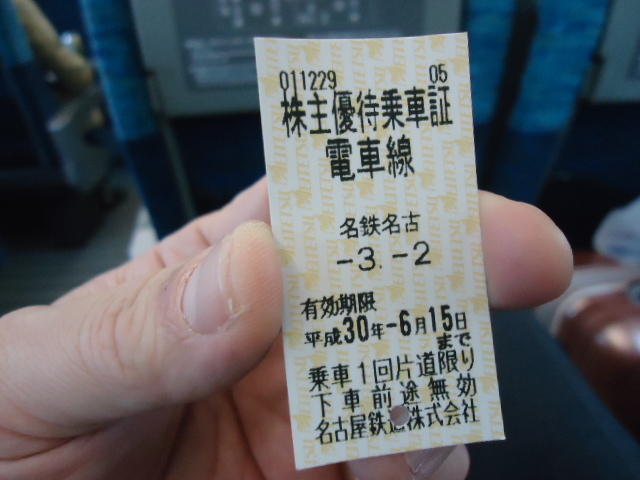 011229 05
株主優待乗車証
電車線
名鉄名古
-3.-2
有効期限
平成30年-6月15日
まで
乗車1回片道限り
下車前途無効
名古屋鉄道株式会社